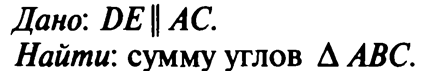 Дано: DE || AC.
Найти: сумму углов Δ ABC.